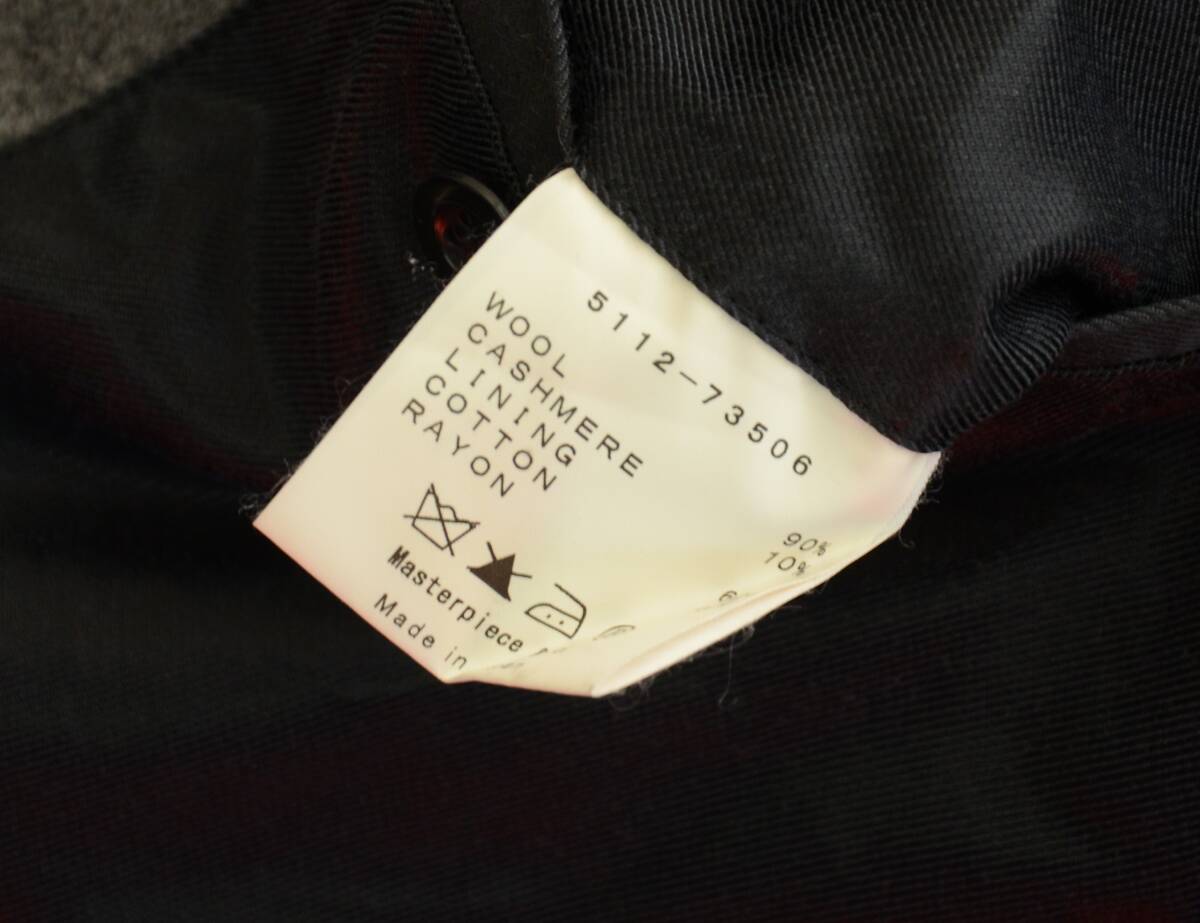 5112-73506
WOOL 90%
CASHMERE 10%
LINING
COTTON
RAYON
Masterpiece
Made in